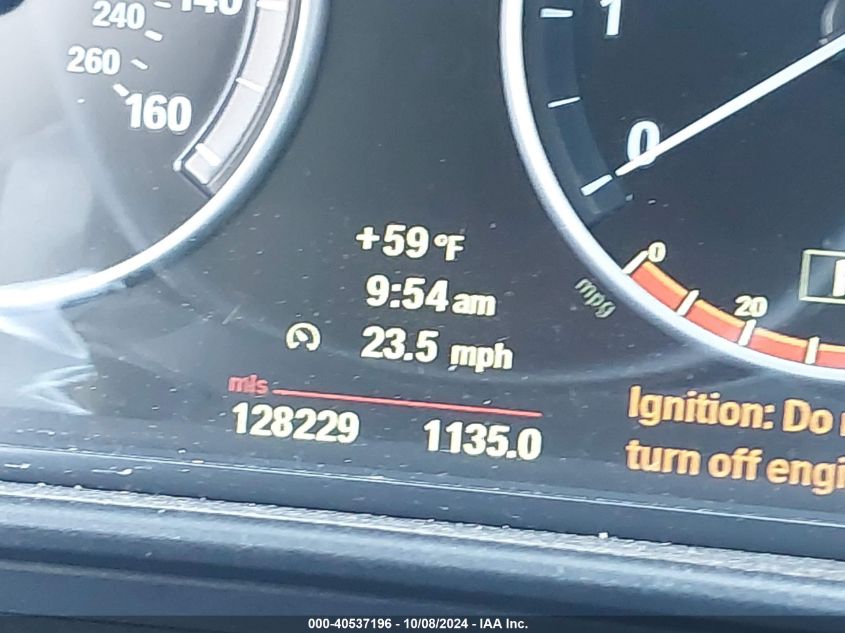 140
240
260
160
1
0
+59 °F
9:54 am
23.5 mph
mls
128229 1135.0
0
mpg
20
Ignition: Do
turn off engi
000-40537196 - 10/08/2024 - IAA Inc.